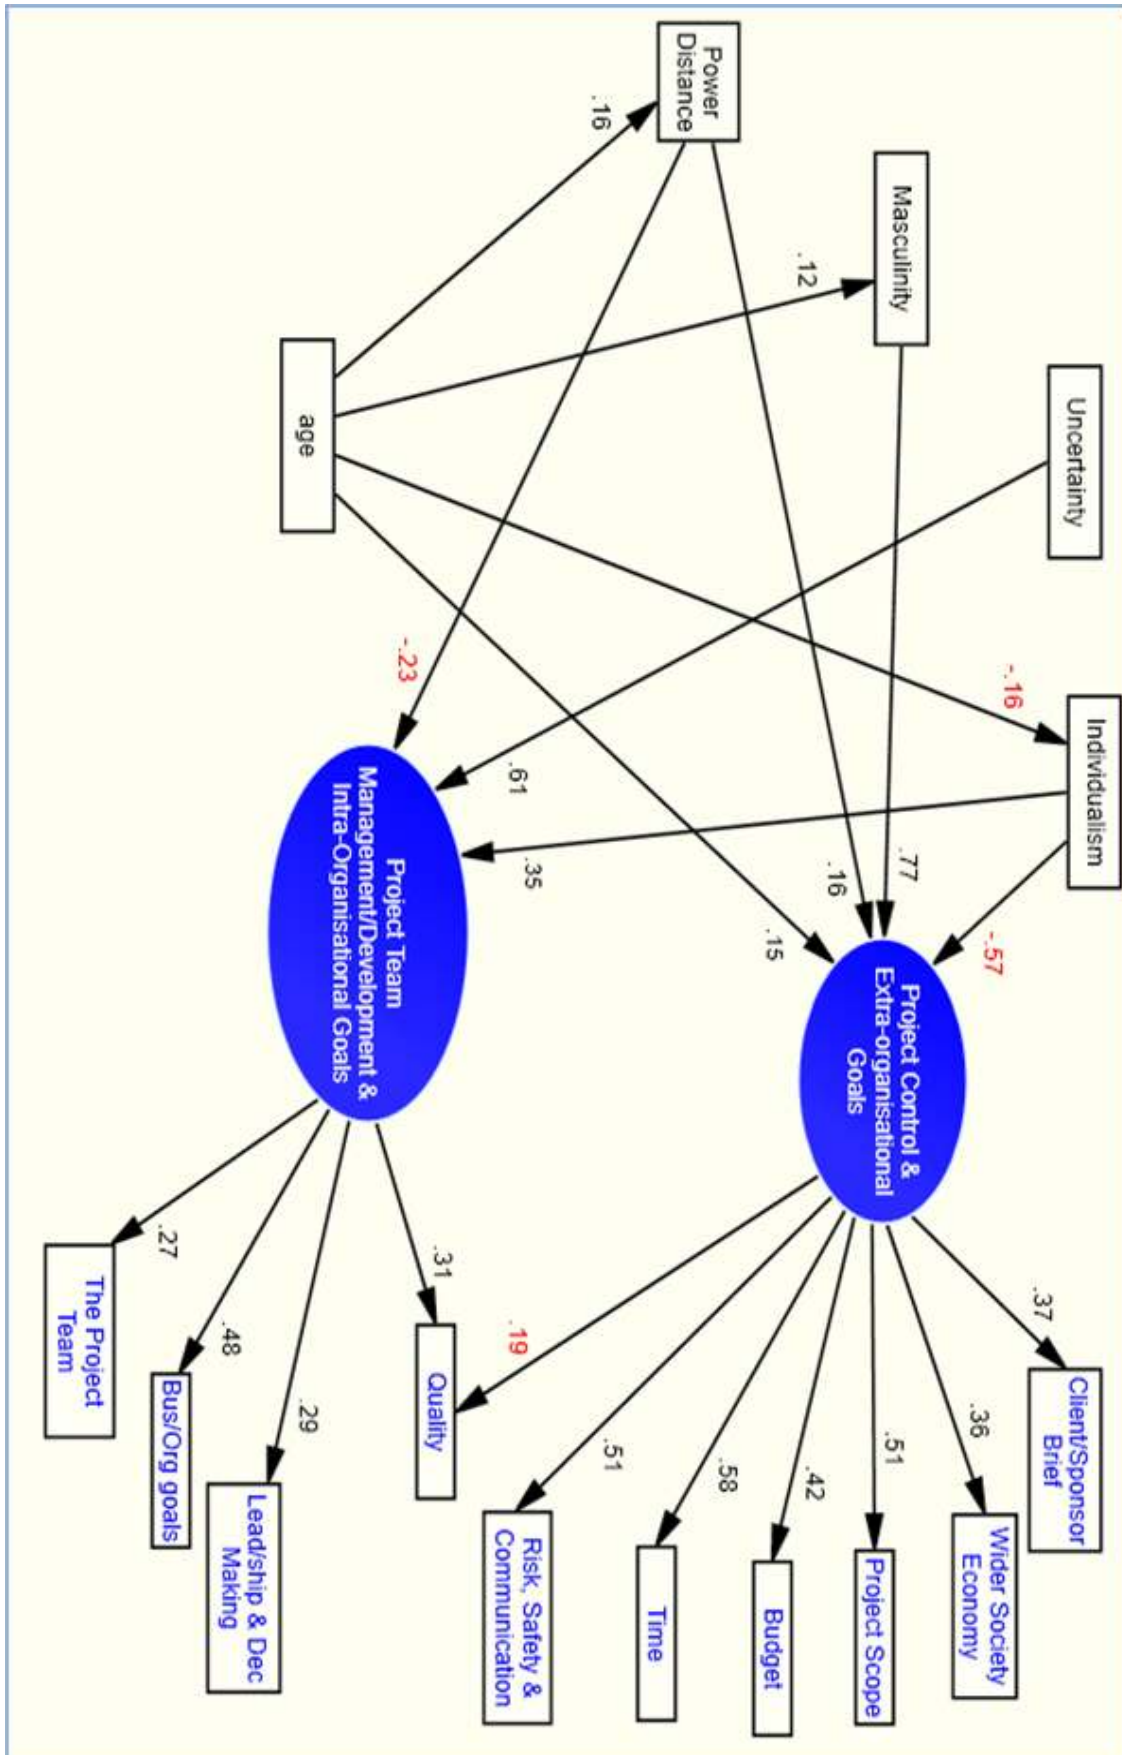 Power
Distance
Masculinity
Uncertainty
Individualism
age
.16
.12
-.16
-.23
.61
.35
.16
.77
.15
-.57
Project Control &
Extra-organisational
Goals
Project Team
Management/Development &
Intra-Organisational Goals
.37
.36
.51
.42
.58
.51
.19
.31
.29
.48
.27
Client/Sponsor
Brief
Wider Society
Economy
Project Scope
Budget
Time
Risk, Safety &
Communication
Quality
Lead/ship & Dec
Making
Bus/Org goals
The Project
Team